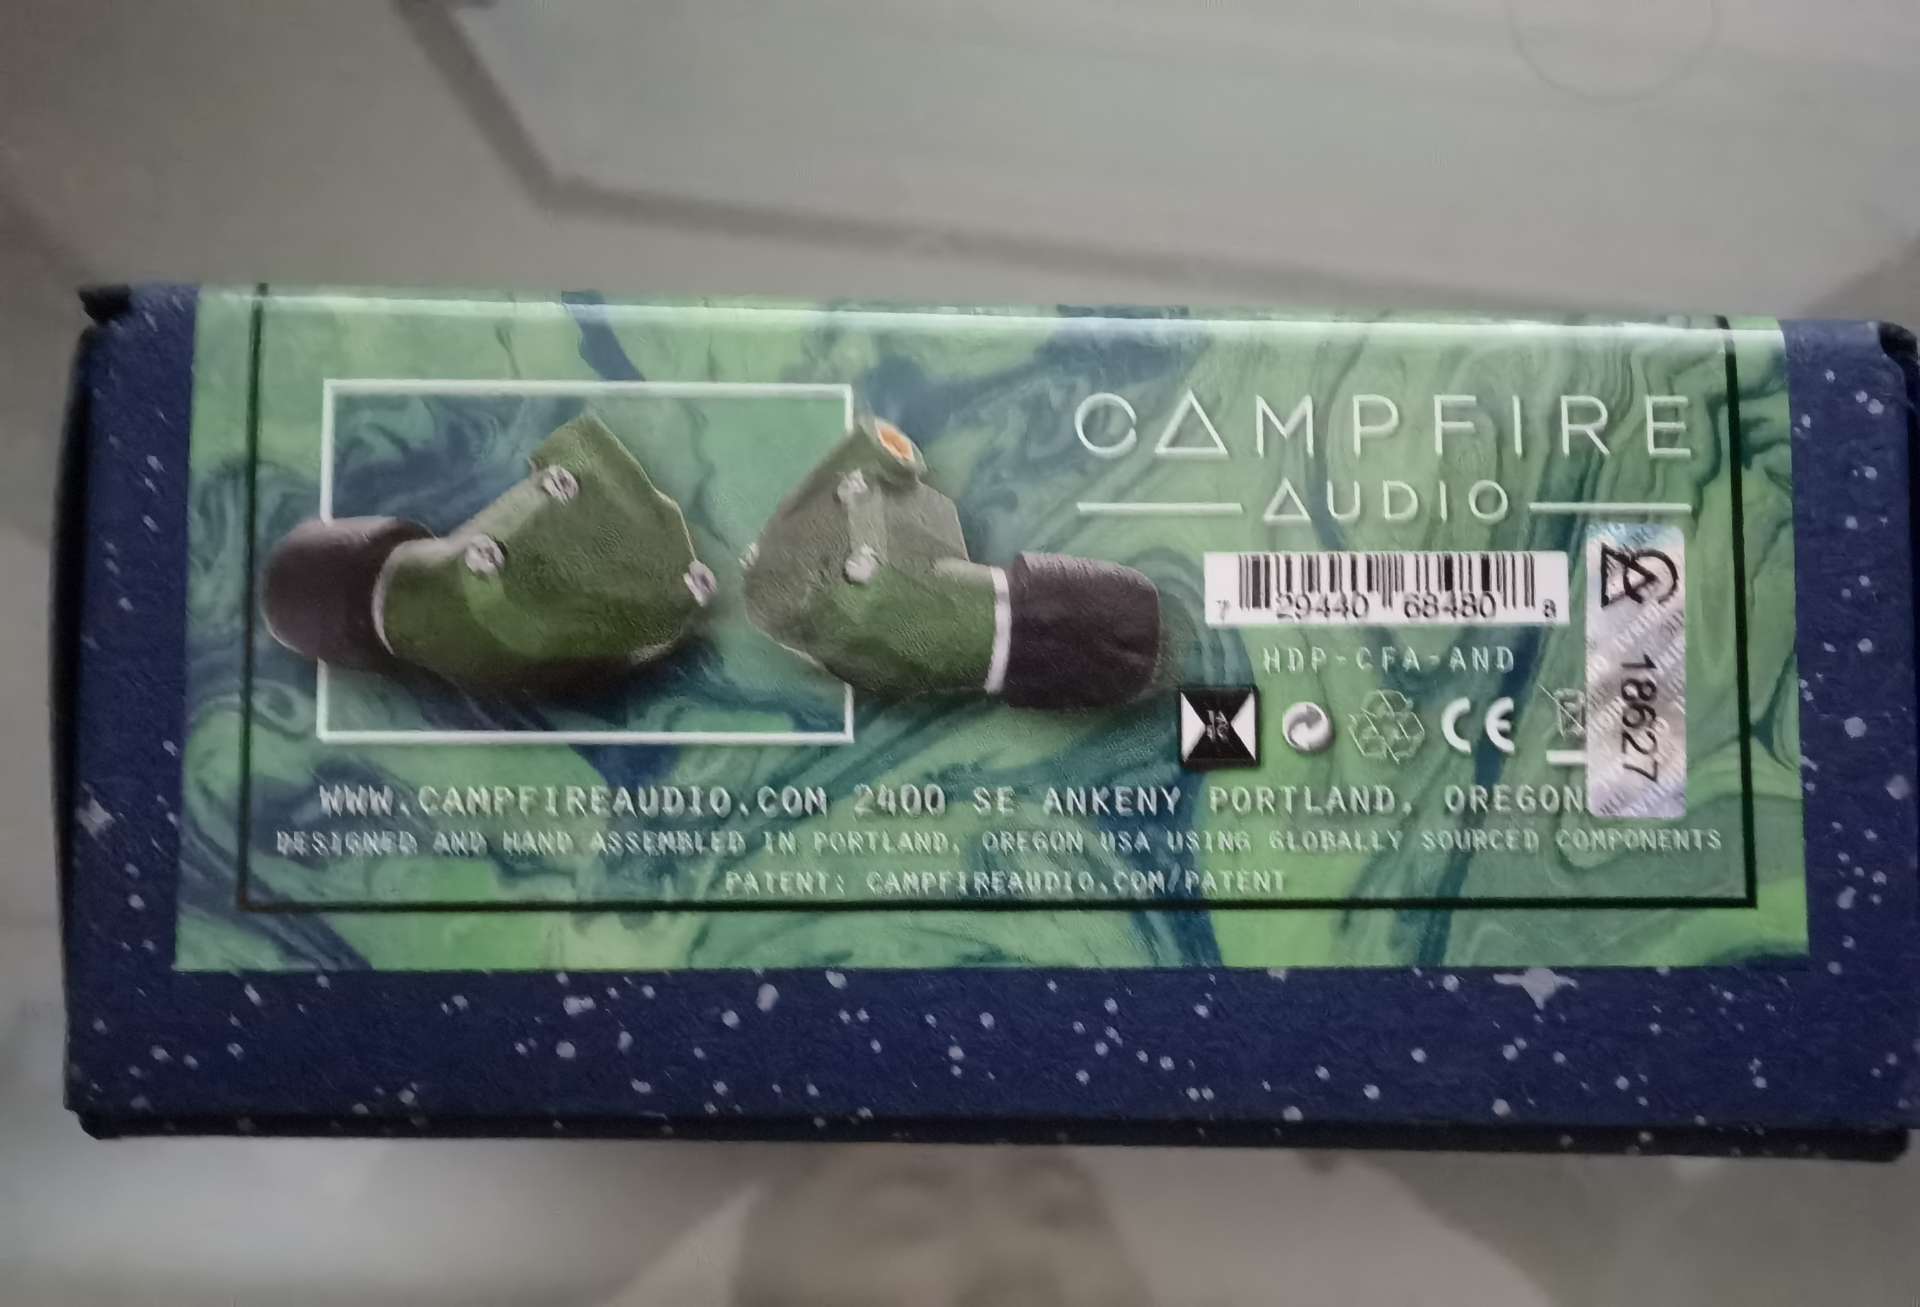 CAMPFIRE
AUDIO
7 29440 68480 8
HDP-CFA-AND
CE
18627
WWW.CAMPFIREAUDIO.COM 2400 SE ANKENY PORTLAND, OREGON
DESIGNED AND HAND ASSEMBLED IN PORTLAND, OREGON USA USING GLOBALLY SOURCED COMPONENTS
PATENT: CAMPFIREAUDIO.COM/PATENT